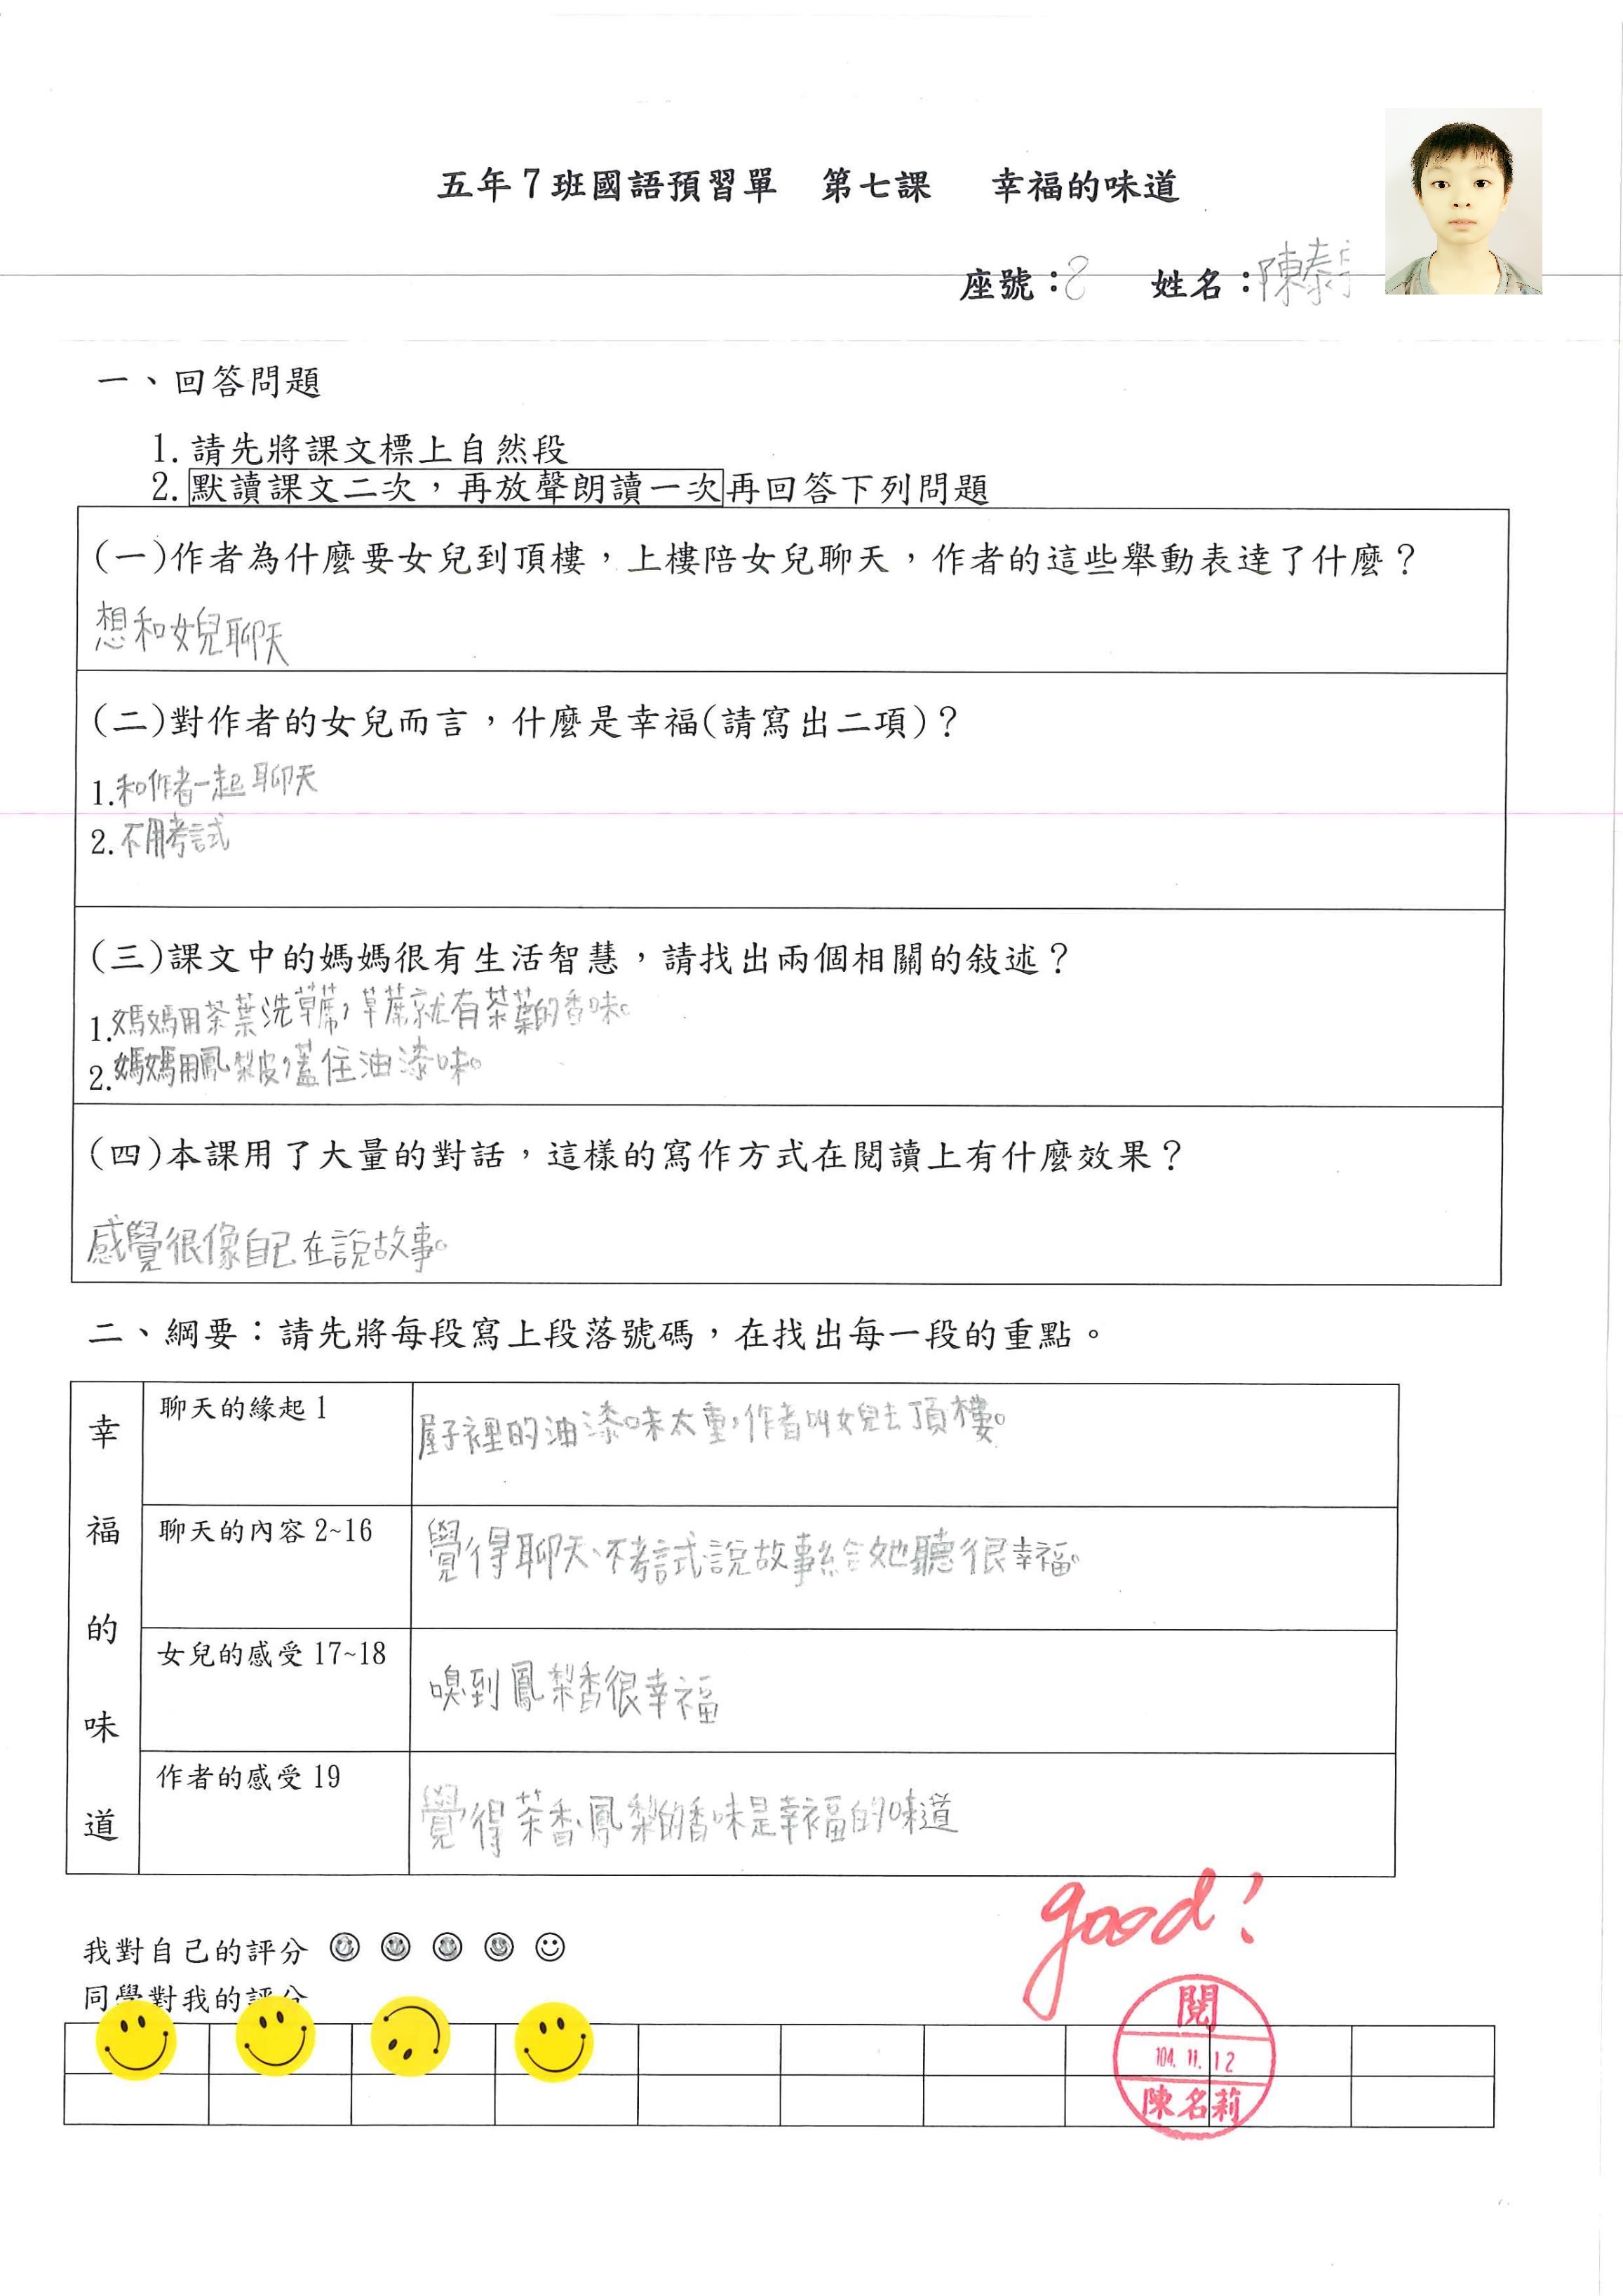 五年7班國語預習單 第七課 幸福的味道
座號:8 姓名:陳泰
一、回答問題
1. 請先將課文標上自然段
2. 默讀課文二次,再放聲朗讀一次再回答下列問題
(一)作者為什麼要女兒到頂樓,上樓陪女兒聊天,作者的這些舉動表達了什麼?
想和女兒聊天
(二)對作者的女兒而言,什麼是幸福(請寫出二項)?
1.和作者一起聊天
2.不用考試
(三)課文中的媽媽很有生活智慧,請找出兩個相關的敍述?
1.媽媽用茶葉洗草蓆,草蓆就有茶葉的香味。
2.媽媽用鳳梨皮,蓋住油漆味。
(四)本課用了大量的對話,這樣的寫作方式在閱讀上有什麼效果?
感覺很像自己在說故事。
二、綱要:請先將每段寫上段落號碼,在找出每一段的重點。
幸福的味道
聊天的緣起1
屋子裡的油漆味太重,作者叫女兒去頂樓。
聊天的內容2~16
覺得聊天、不考試、說故事給她聽很幸福。
女兒的感受17~18
嗅到鳳梨香很幸福
作者的感受19
覺得茶香、鳳梨的香味是幸福的味道
good!
我對自己的評分
同學對我的評分
閱
104.11.12
陳名莉